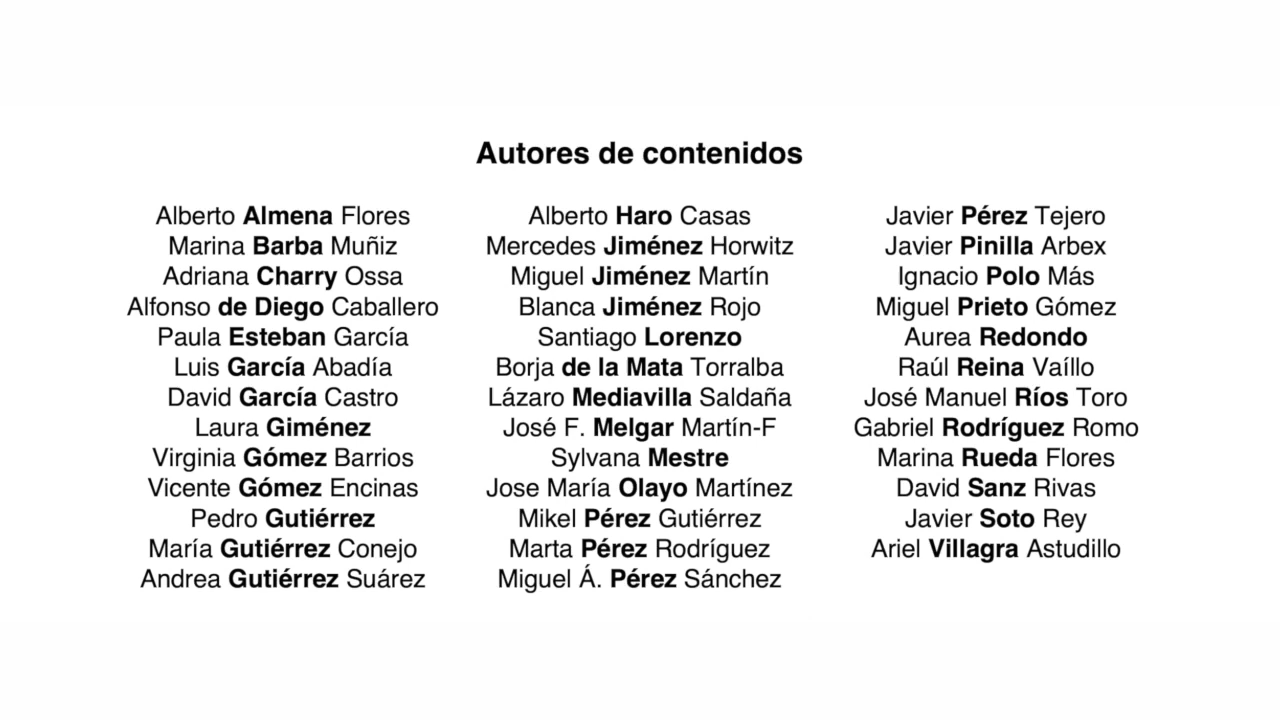 Autores de contenidos
Alberto Almena Flores
Marina Barba Muñiz
Adriana Charry Ossa
Alfonso de Diego Caballero
Paula Esteban García
Luis García Abadía
David García Castro
Laura Giménez
Virginia Gómez Barrios
Vicente Gómez Encinas
Pedro Gutiérrez
María Gutiérrez Conejo
Andrea Gutiérrez Suárez
Alberto Haro Casas
Mercedes Jiménez Horwitz
Miguel Jiménez Martín
Blanca Jiménez Rojo
Santiago Lorenzo
Borja de la Mata Torralba
Lázaro Mediavilla Saldaña
José F. Melgar Martín-F
Sylvana Mestre
Jose María Olayo Martínez
Mikel Pérez Gutiérrez
Marta Pérez Rodríguez
Miguel Á. Pérez Sánchez
Javier Pérez Tejero
Javier Pinilla Arbex
Ignacio Polo Más
Miguel Prieto Gómez
Aurea Redondo
Raúl Reina Vaíllo
José Manuel Ríos Toro
Gabriel Rodríguez Romo
Marina Rueda Flores
David Sanz Rivas
Javier Soto Rey
Ariel Villagra Astudillo